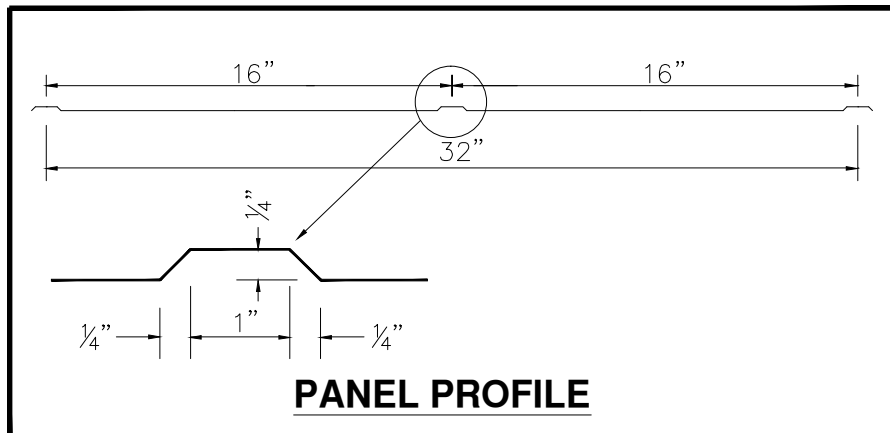 16” 16”
32”
¼”
¼” 1” ¼”
PANEL PROFILE